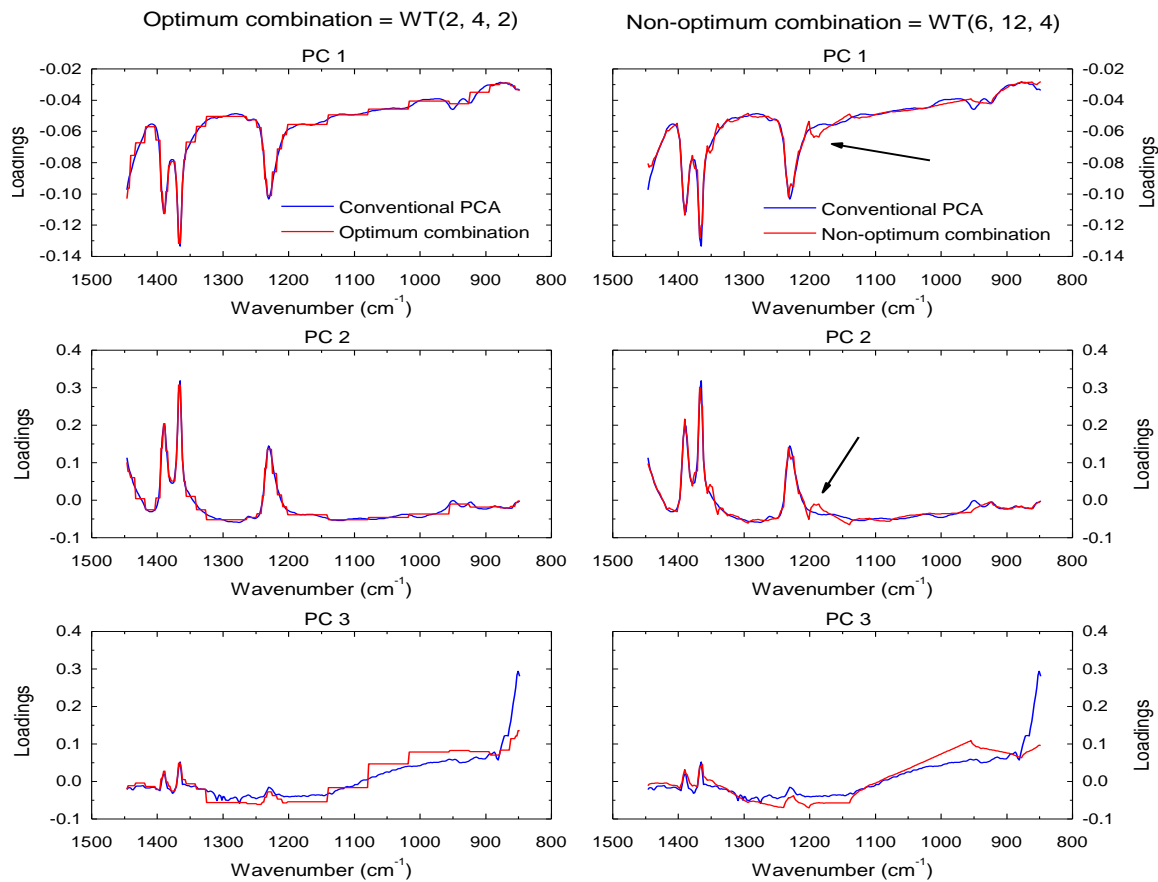 Optimum combination = WT(2, 4, 2)
Non-optimum combination = WT(6, 12, 4)
PC 1
-0.02
-0.04
-0.06
-0.08
-0.10
-0.12
-0.14
Loadings
Conventional PCA
Optimum combination
1500 1400 1300 1200 1100 1000 900 800
Wavenumber (cm⁻¹)
PC 1
-0.02
-0.04
-0.06
-0.08
-0.10
-0.12
-0.14
Loadings
Conventional PCA
Non-optimum combination
1500 1400 1300 1200 1100 1000 900 800
Wavenumber (cm⁻¹)
PC 2
0.4
0.3
0.2
0.1
0.0
-0.1
Loadings
1500 1400 1300 1200 1100 1000 900 800
Wavenumber (cm⁻¹)
PC 2
0.4
0.3
0.2
0.1
0.0
-0.1
Loadings
1500 1400 1300 1200 1100 1000 900 800
Wavenumber (cm⁻¹)
PC 3
0.4
0.3
0.2
0.1
0.0
-0.1
Loadings
1500 1400 1300 1200 1100 1000 900 800
Wavenumber (cm⁻¹)
PC 3
0.4
0.3
0.2
0.1
0.0
-0.1
Loadings
1500 1400 1300 1200 1100 1000 900 800
Wavenumber (cm⁻¹)